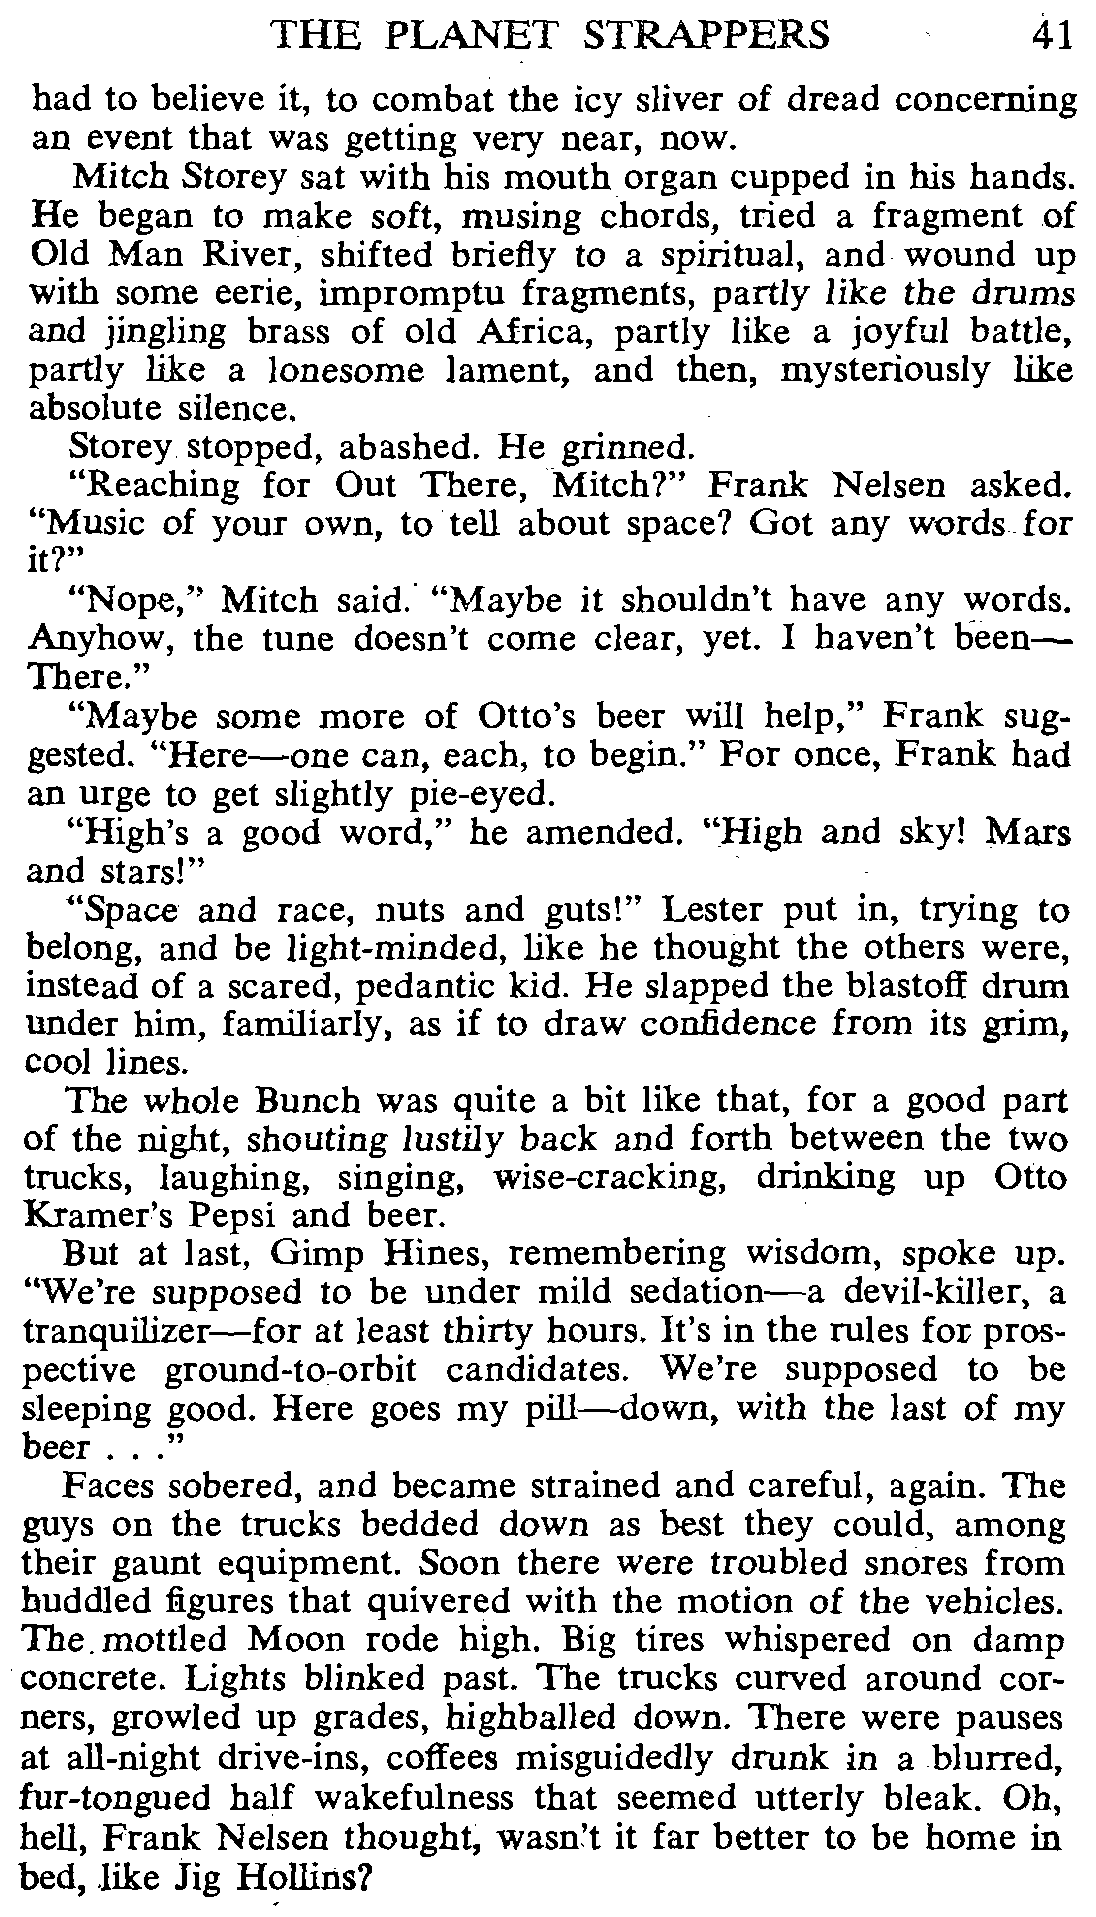 THE PLANET STRAPPERS 41
had to believe it, to combat the icy sliver of dread concerning
an event that was getting very near, now.
Mitch Storey sat with his mouth organ cupped in his hands.
He began to make soft, musing chords, tried a fragment of
Old Man River, shifted briefly to a spiritual, and wound up
with some eerie, impromptu fragments, partly like the drums
and jingling brass of old Africa, partly like a joyful battle,
partly like a lonesome lament, and then, mysteriously like
absolute silence.
Storey stopped, abashed. He grinned.
“Reaching for Out There, Mitch?” Frank Nelsen asked.
“Music of your own, to tell about space? Got any words for
it?”
“Nope,” Mitch said. “Maybe it shouldn’t have any words.
Anyhow, the tune doesn’t come clear, yet. I haven’t been—
There.”
“Maybe some more of Otto’s beer will help,” Frank sug-
gested. “Here—one can, each, to begin.” For once, Frank had
an urge to get slightly pie-eyed.
“High’s a good word,” he amended. “High and sky! Mars
and stars!”
“Space and race, nuts and guts!” Lester put in, trying to
belong, and be light-minded, like he thought the others were,
instead of a scared, pedantic kid. He slapped the blastoff drum
under him, familiarly, as if to draw confidence from its grim,
cool lines.
The whole Bunch was quite a bit like that, for a good part
of the night, shouting lustily back and forth between the two
trucks, laughing, singing, wise-cracking, drinking up Otto
Kramer’s Pepsi and beer.
But at last, Gimp Hines, remembering wisdom, spoke up.
“We’re supposed to be under mild sedation—a devil-killer, a
tranquilizer—for at least thirty hours. It’s in the rules for pros-
pective ground-to-orbit candidates. We’re supposed to be
sleeping good. Here goes my pill—down, with the last of my
beer . . .”
Faces sobered, and became strained and careful, again. The
guys on the trucks bedded down as best they could, among
their gaunt equipment. Soon there were troubled snores from
huddled figures that quivered with the motion of the vehicles.
The mottled Moon rode high. Big tires whispered on damp
concrete. Lights blinked past. The trucks curved around cor-
ners, growled up grades, highballed down. There were pauses
at all-night drive-ins, coffees misguidedly drunk in a blurred,
fur-tongued half wakefulness that seemed utterly bleak. Oh,
hell, Frank Nelsen thought, wasn’t it far better to be home in
bed, like Jig Hollins?